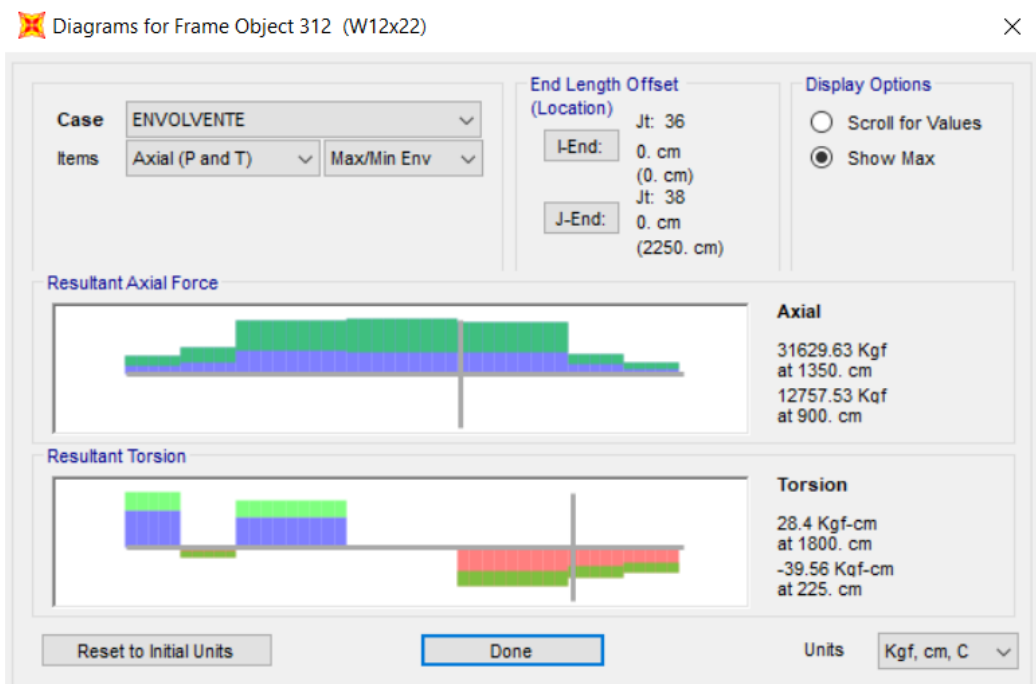 Diagrams for Frame Object 312 (W12x22)
Case ENVOLVENTE
Items Axial (P and T) Max/Min Env
End Length Offset
(Location)
I-End:
Jt: 36
0. cm
(0. cm)
J-End:
Jt: 38
0. cm
(2250. cm)
Display Options
Scroll for Values
Show Max
Resultant Axial Force
Axial
31629.63 Kgf
at 1350. cm
12757.53 Kgf
at 900. cm
Resultant Torsion
Torsion
28.4 Kgf-cm
at 1800. cm
-39.56 Kgf-cm
at 225. cm
Reset to Initial Units
Done
Units Kgf, cm, C